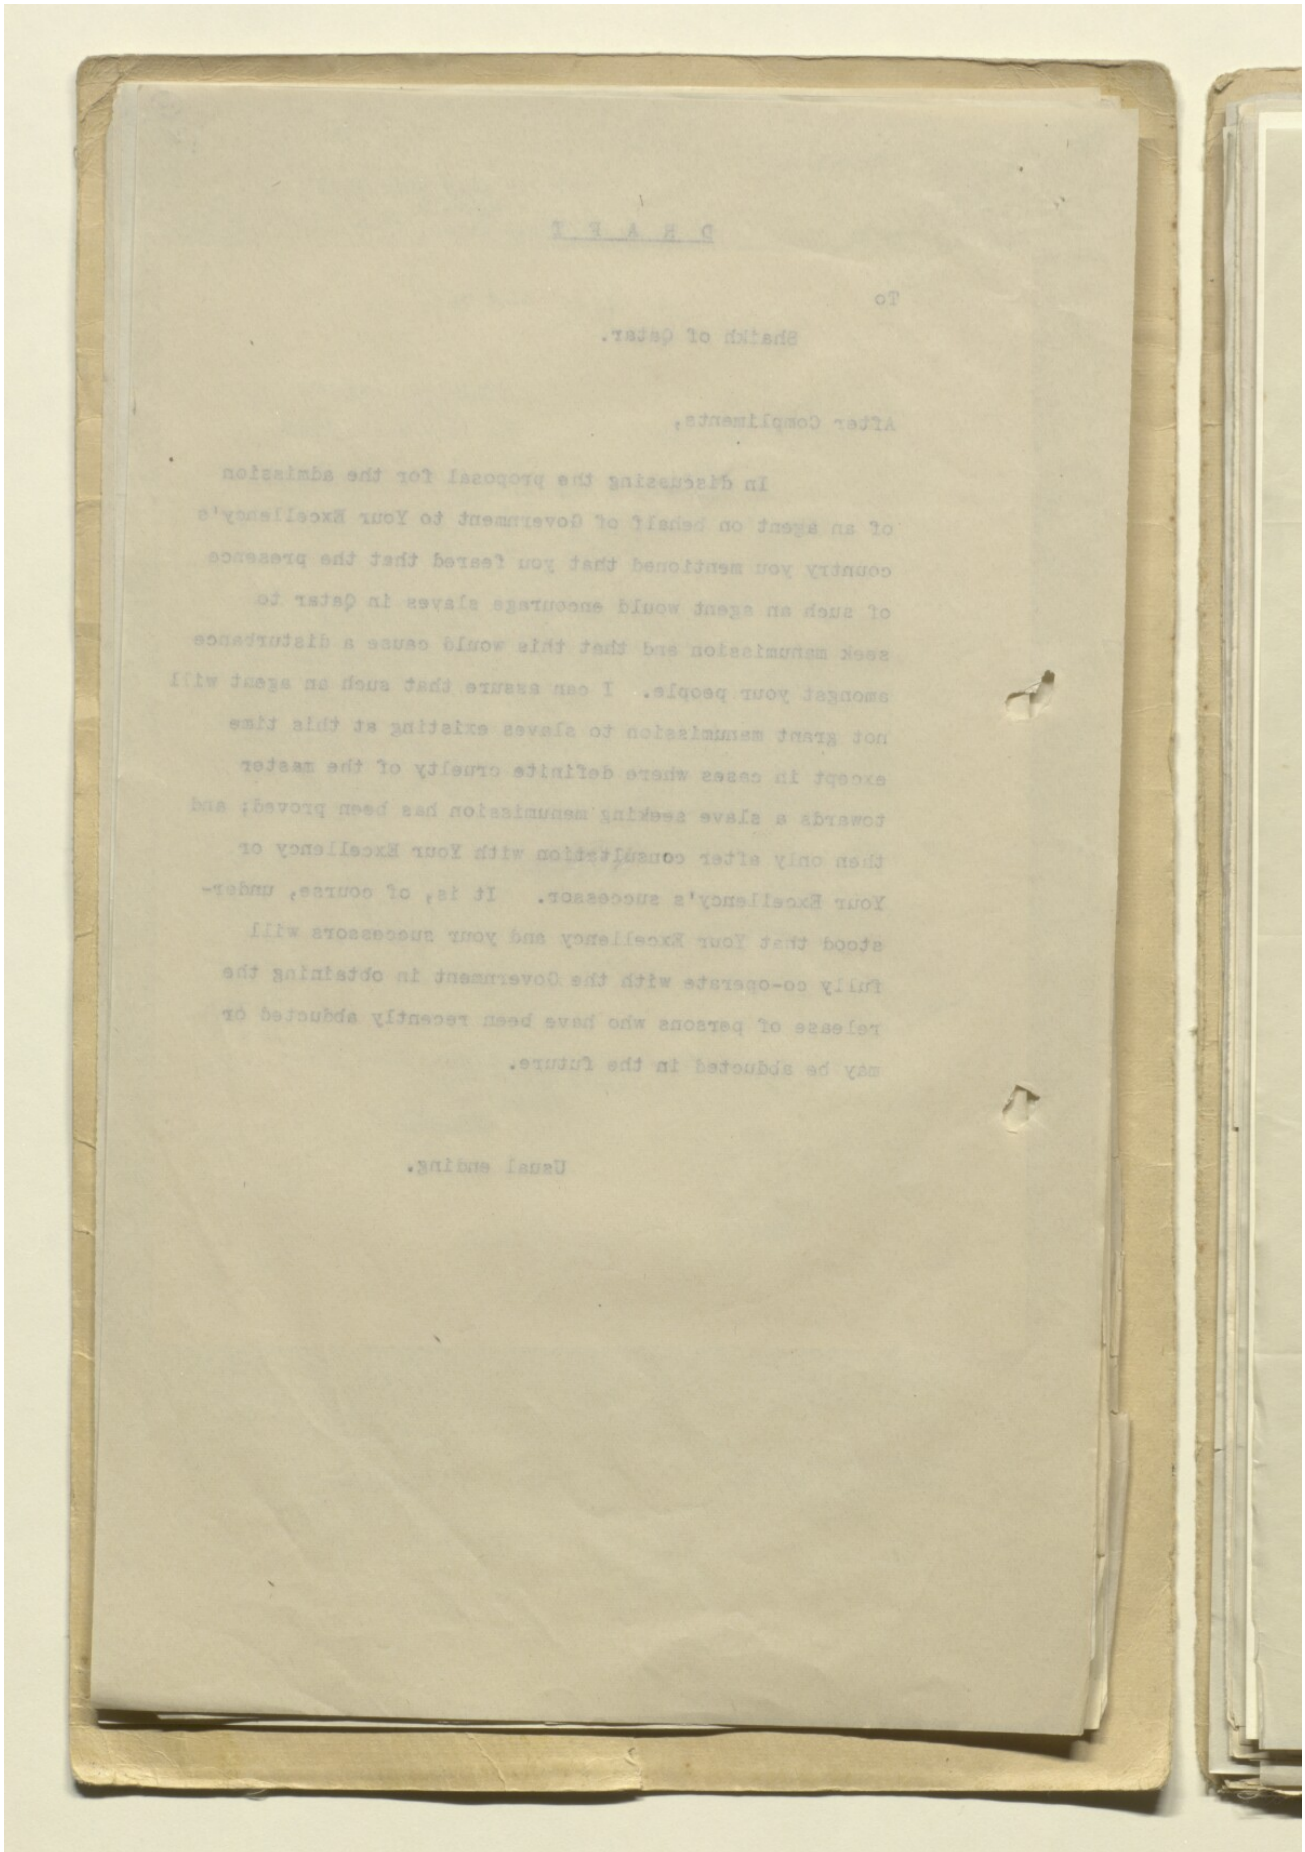 D R A F T
To
Shaikh of Qatar.
After Compliments,
In discussing the proposal for the admission
of an agent on behalf of Government to Your Excellency's
country you mentioned that you feared that the presence
of such an agent would encourage slaves in Qatar to
seek manumission and that this would cause a disturbance
amongst your people. I can assure that such an agent will
not grant manumission to slaves existing at this time
except in cases where definite cruelty of the master
towards a slave seeking manumission has been proved; and
then only after consultation with Your Excellency or
Your Excellency's successor. It is, of course, under-
stood that Your Excellency and your successors will
fully co-operate with the Government in obtaining the
release of persons who have been recently abducted or
may be abducted in the future.
Usual ending.